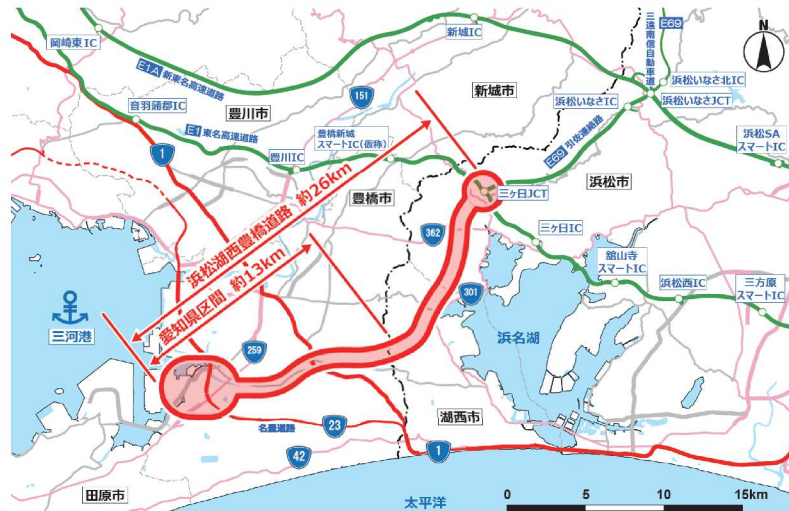 岡崎東IC
E1A 新東名高速道路
新城IC
三遠南信自動車道
E69
N
音羽蒲郡IC
E1 東名高速道路
豊川市
151
新城市
浜松いなさ北IC
浜松いなさIC
浜松いなさJCT
1
豊川IC
豊橋新城
スマートIC(仮称)
E69 引佐連絡路
浜松SA
スマートIC
豊橋市
三ヶ日JCT
浜松市
浜松湖西豊橋道路 約26km
愛知県区間 約13km
362
三ヶ日IC
舘山寺
スマートIC
浜松西IC
三方原
スマートIC
301
三河港
259
浜名湖
湖西市
名豊道路
23
1
42
田原市
太平洋
0 5 10 15km